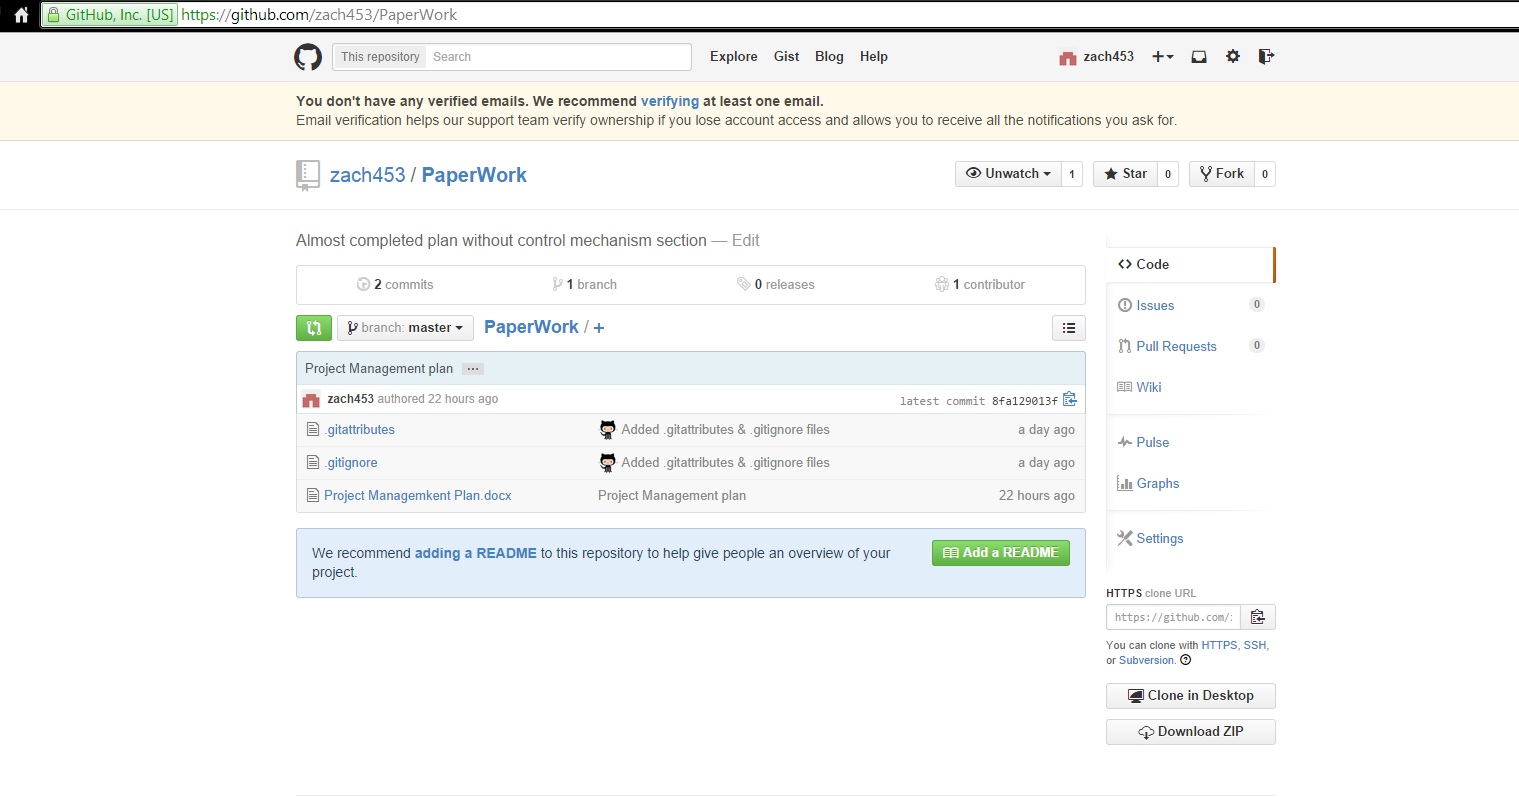 GitHub, Inc. [US] https://github.com/zach453/PaperWork
This repository Search Explore Gist Blog Help zach453
You don't have any verified emails. We recommend verifying at least one email.
Email verification helps our support team verify ownership if you lose account access and allows you to receive all the notifications you ask for.
zach453 / PaperWork Unwatch 1 Star 0 Fork 0
Almost completed plan without control mechanism section — Edit
2 commits 1 branch 0 releases 1 contributor
branch: master PaperWork / +
Project Management plan ...
zach453 authored 22 hours ago latest commit 8fa129013f
.gitattributes Added .gitattributes & .gitignore files a day ago
.gitignore Added .gitattributes & .gitignore files a day ago
Project Managemkent Plan.docx Project Management plan 22 hours ago
We recommend adding a README to this repository to help give people an overview of your
project.
Add a README
Code
Issues 0
Pull Requests 0
Wiki
Pulse
Graphs
Settings
HTTPS clone URL
https://github.com/
You can clone with HTTPS, SSH,
or Subversion.
Clone in Desktop
Download ZIP